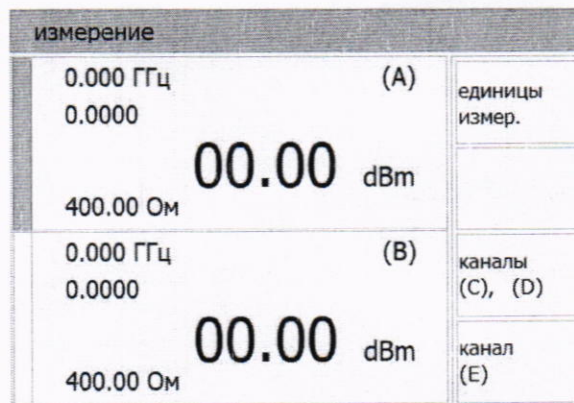 измерение
0.000 ГГц (A)
0.0000
00.00 dBm
400.00 Ом
0.000 ГГц (B)
0.0000
00.00 dBm
400.00 Ом
единицы
измер.
каналы
(C), (D)
канал
(E)